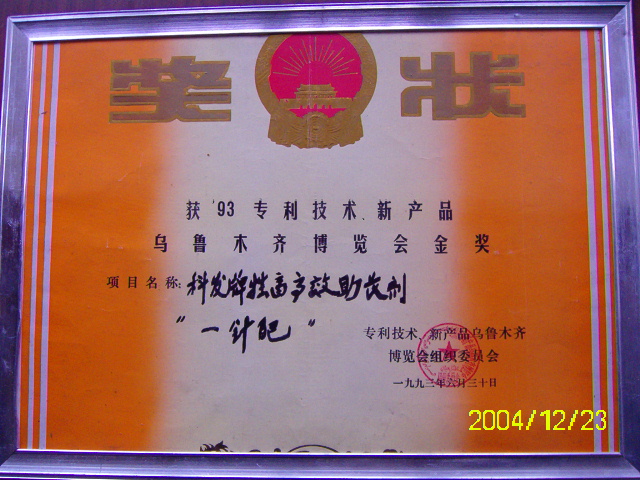 奖状
获'93专利技术、新产品
乌鲁木齐博览会金奖
项目名称:科发牌牲畜高效助长剂
"一针肥"
专利技术、新产品乌鲁木齐
博览会组织委员会
一九九三年六月三十日
2004/12/23